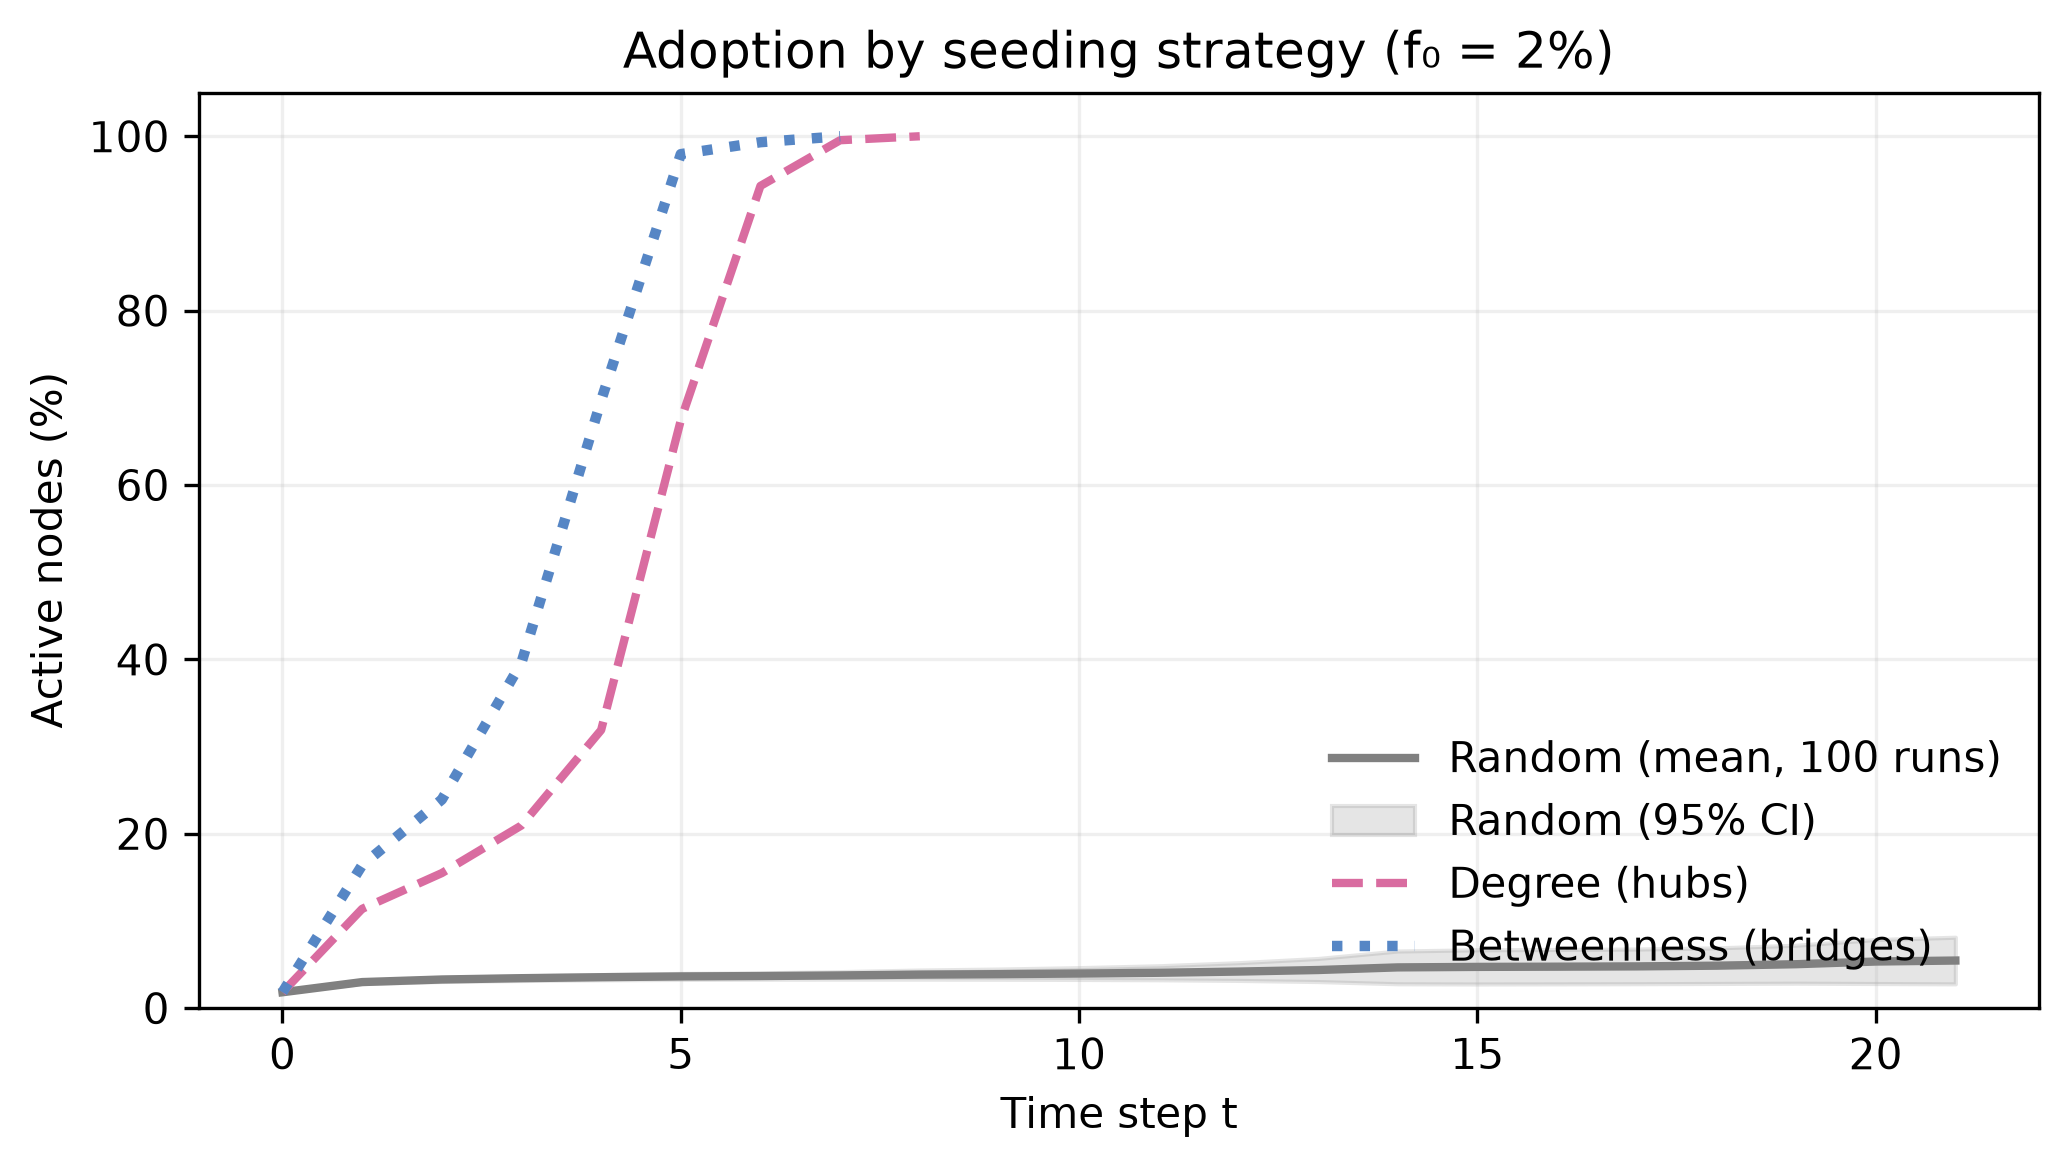 Adoption by seeding strategy (f₀ = 2%)
Active nodes (%)
100
80
60
40
20
0
0 5 10 15 20
Time step t
Random (mean, 100 runs)
Random (95% CI)
Degree (hubs)
Betweenness (bridges)